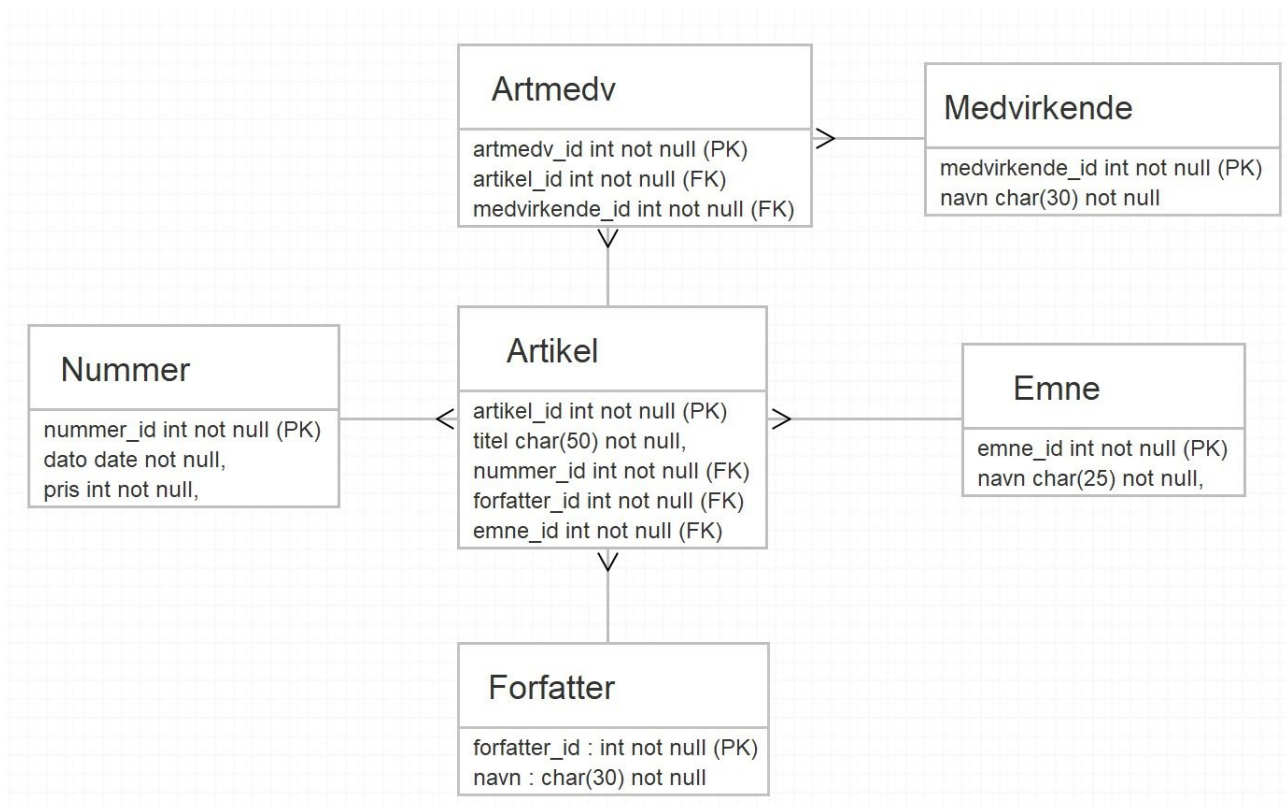 Artmedv
artmedv_id int not null (PK)
artikel_id int not null (FK)
medvirkende_id int not null (FK)
Medvirkende
medvirkende_id int not null (PK)
navn char(30) not null
Nummer
nummer_id int not null (PK)
dato date not null,
pris int not null,
Artikel
artikel_id int not null (PK)
titel char(50) not null,
nummer_id int not null (FK)
forfatter_id int not null (FK)
emne_id int not null (FK)
Emne
emne_id int not null (PK)
navn char(25) not null,
Forfatter
forfatter_id : int not null (PK)
navn : char(30) not null